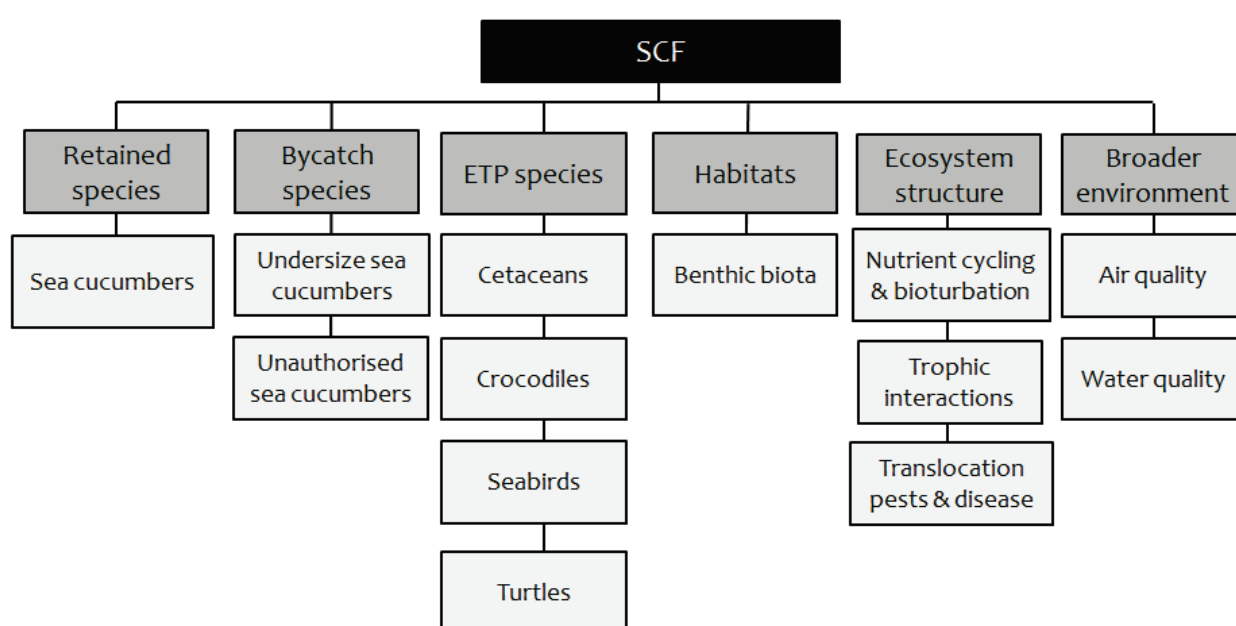 SCF
Retained
species
Bycatch
species
ETP species
Habitats
Ecosystem
structure
Broader
environment
Sea cucumbers
Undersize sea
cucumbers
Unauthorised
sea cucumbers
Cetaceans
Crocodiles
Seabirds
Turtles
Benthic biota
Nutrient cycling
& bioturbation
Trophic
interactions
Translocation
pests & disease
Air quality
Water quality